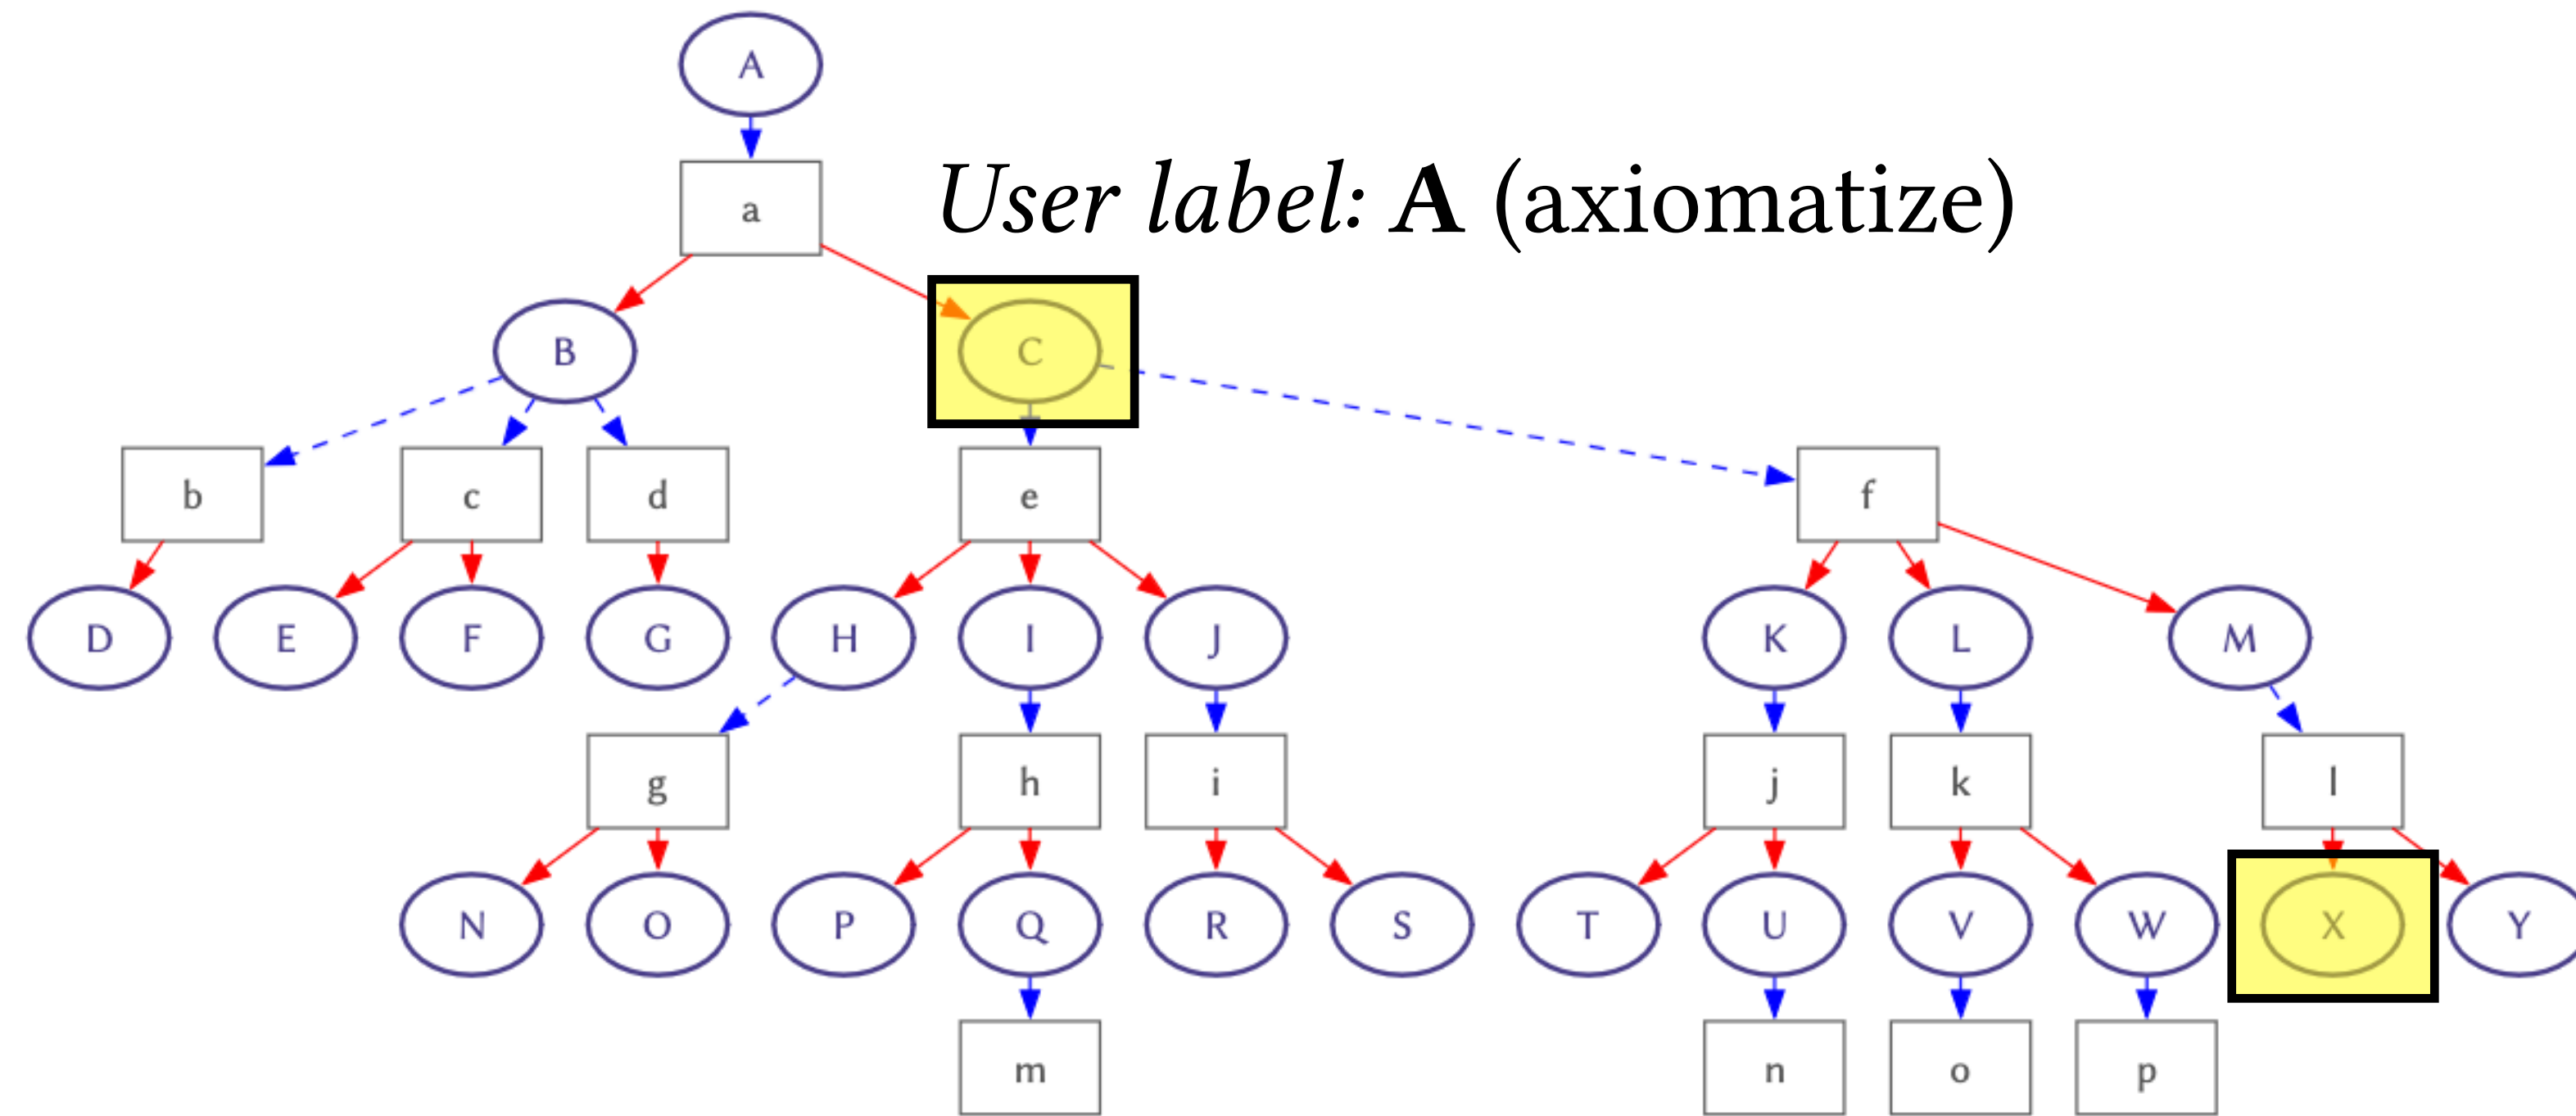 A
a
User label: A (axiomatize)
B C
b c d e f
D E F G H I J K L M
g h i j k l
N O P Q R S T U V W X Y
m n o p